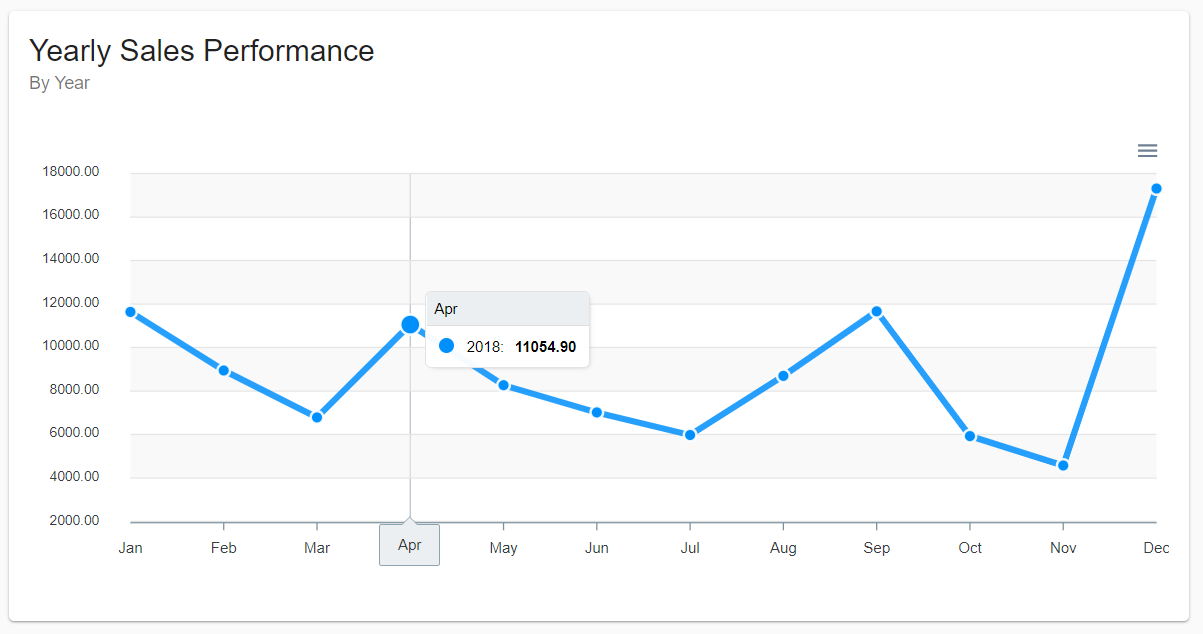 Yearly Sales Performance
By Year
18000.00
16000.00
14000.00
12000.00
10000.00
8000.00
6000.00
4000.00
2000.00
Apr
2018: 11054.90
Jan Feb Mar Apr May Jun Jul Aug Sep Oct Nov Dec